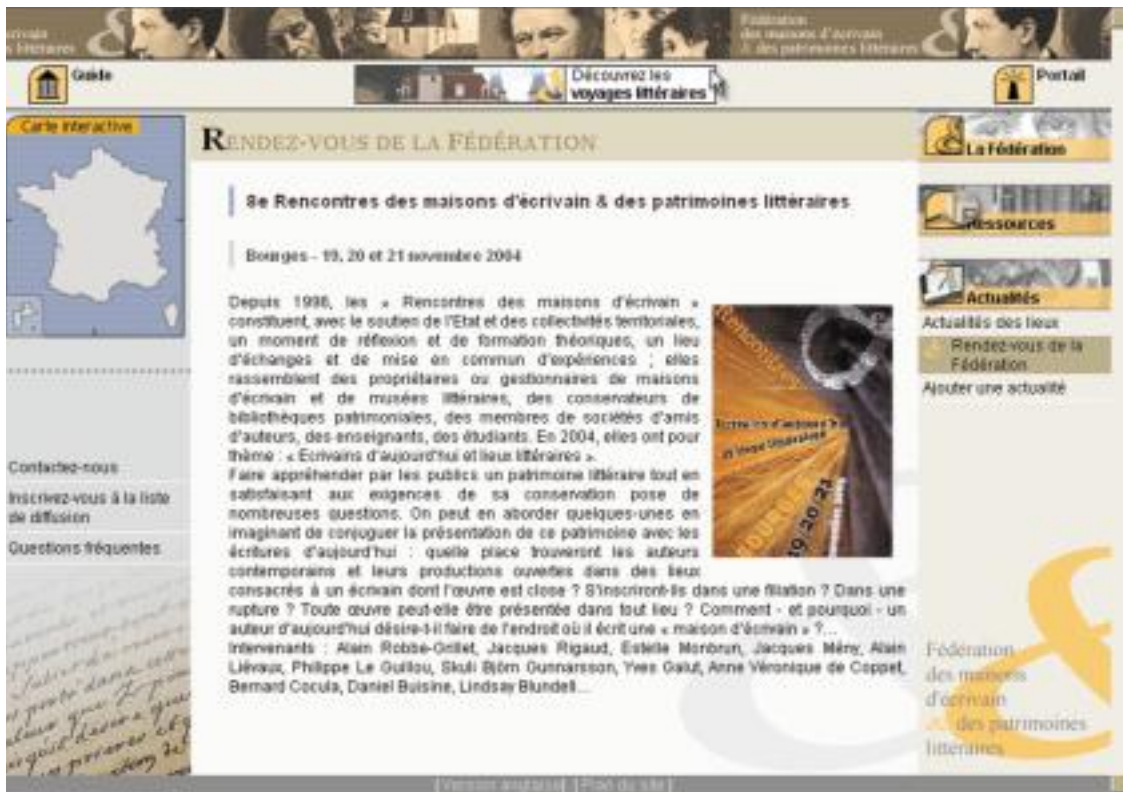 Fédération
des maisons d'écrivain
& des patrimoines littéraires
Guide
Découvrez les
voyages littéraires
Portail
Carte interactive
RENDEZ-VOUS DE LA FÉDÉRATION
La Fédération
Ressources
Actualités
Actualités des lieux
Rendez-vous de la
Fédération
Ajouter une actualité
8e Rencontres des maisons d'écrivain & des patrimoines littéraires
Bourges - 19, 20 et 21 novembre 2004
Depuis 1996, les « Rencontres des maisons d'écrivain »
constituent, avec le soutien de l'Etat et des collectivités territoriales,
un moment de réflexion et de formation théoriques, un lieu
d'échanges et de mise en commun d'expériences ; elles
rassemblent des propriétaires ou gestionnaires de maisons
d'écrivain et de musées littéraires, des conservateurs de
bibliothèques patrimoniales, des membres de sociétés d'amis
d'auteurs, des enseignants, des étudiants. En 2004, elles ont pour
thème : « Ecrivains d'aujourd'hui et lieux littéraires ».
Faire appréhender par les publics un patrimoine littéraire tout en
satisfaisant aux exigences de sa conservation pose de
nombreuses questions. On peut en aborder quelques-unes en
imaginant de conjuguer la présentation de ce patrimoine avec les
écritures d'aujourd'hui : quelle place trouveront les auteurs
contemporains et leurs productions ouvertes dans des lieux
consacrés à un écrivain dont l'œuvre est close ? S'inscriront-ils dans une filiation ? Dans une
rupture ? Toute œuvre peut-elle être présentée dans tout lieu ? Comment - et pourquoi - un
auteur d'aujourd'hui désire-t-il faire de l'endroit où il écrit une « maison d'écrivain » ?...
Intervenants : Alain Robbe-Grillet, Jacques Rigaud, Estelle Monbrun, Jacques Mény, Alain
Liévaux, Philippe Le Guillou, Skuli Björn Gunnarsson, Yves Galut, Anne Véronique de Coppet,
Bernard Cocula, Daniel Buisine, Lindsay Blundell...
Rencontres
Ecrivains d'aujourd'hui
et lieux littéraires
BOURGES
19/20/21
Contactez-nous
Inscrivez-vous à la liste
de diffusion
Questions fréquentes
Fédération
des maisons
d'écrivain
& des patrimoines
littéraires
[Version anglaise] [Plan du site]